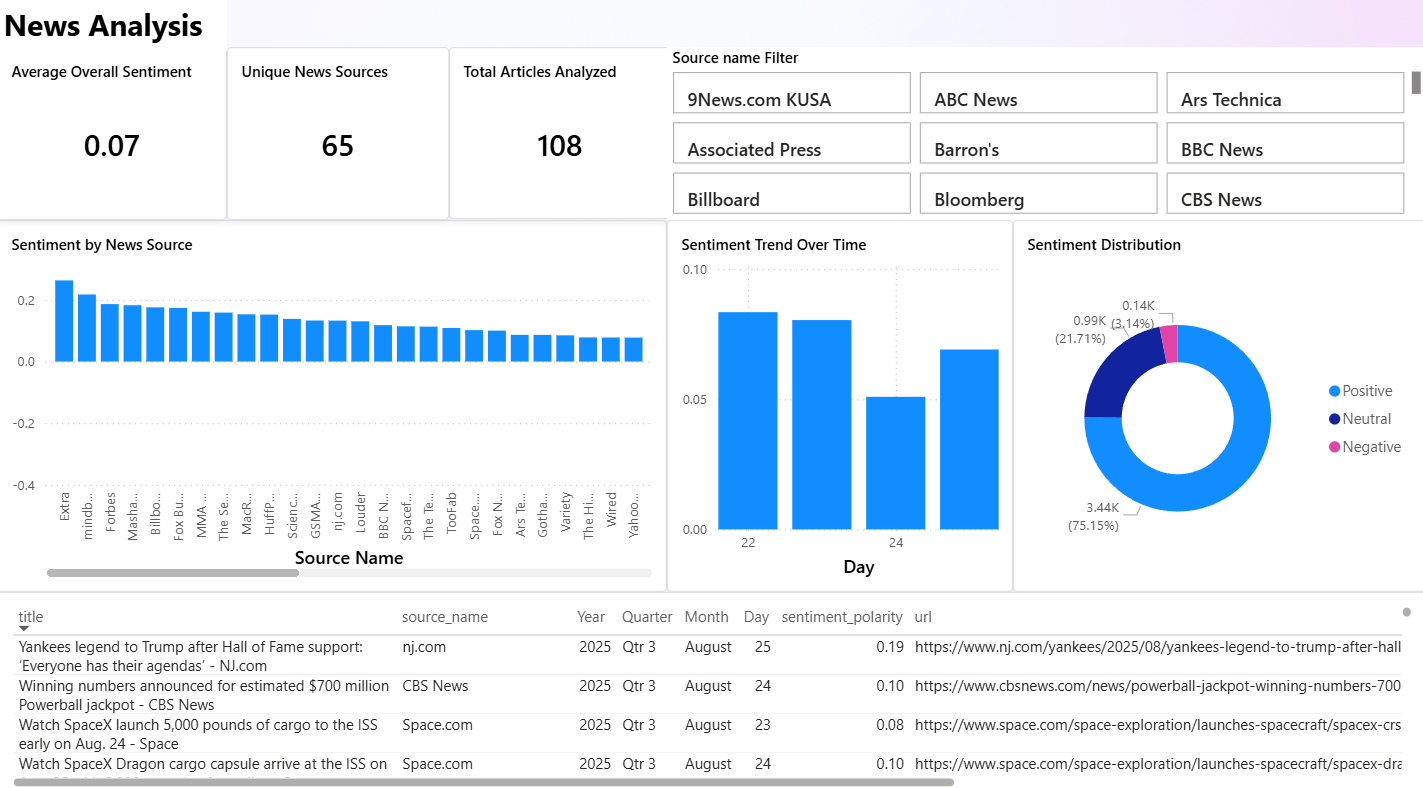 News Analysis
Average Overall Sentiment
0.07
Unique News Sources
65
Total Articles Analyzed
108
Source name Filter
9News.com KUSA
ABC News
Ars Technica
Associated Press
Barron's
BBC News
Billboard
Bloomberg
CBS News
Sentiment by News Source
0.2
0.0
-0.2
-0.4
Extra
mindb...
Forbes
Masha...
Billbo...
Fox Bu...
MMA ...
The Se...
MacR...
HuffP...
Scienc...
GSMA...
nj.com
Louder
BBC N...
Spacef...
The Te...
TooFab
Space....
Fox N...
Ars Te...
Gotha...
Variety
The Hi...
Wired
Yahoo...
Source Name
Sentiment Trend Over Time
0.10
0.05
0.00
22
24
Day
Sentiment Distribution
0.14K
(3.14%)
0.99K
(21.71%)
3.44K
(75.15%)
Positive
Neutral
Negative
title source_name Year Quarter Month Day sentiment_polarity url
Yankees legend to Trump after Hall of Fame support: nj.com 2025 Qtr 3 August 25 0.19 https://www.nj.com/yankees/2025/08/yankees-legend-to-trump-after-hall
‘Everyone has their agendas’ - NJ.com
Winning numbers announced for estimated $700 million CBS News 2025 Qtr 3 August 24 0.10 https://www.cbsnews.com/news/powerball-jackpot-winning-numbers-700
Powerball jackpot - CBS News
Watch SpaceX launch 5,000 pounds of cargo to the ISS Space.com 2025 Qtr 3 August 23 0.08 https://www.space.com/space-exploration/launches-spacecraft/spacex-crs
early on Aug. 24 - Space
Watch SpaceX Dragon cargo capsule arrive at the ISS on Space.com 2025 Qtr 3 August 24 0.10 https://www.space.com/space-exploration/launches-spacecraft/spacex-dra